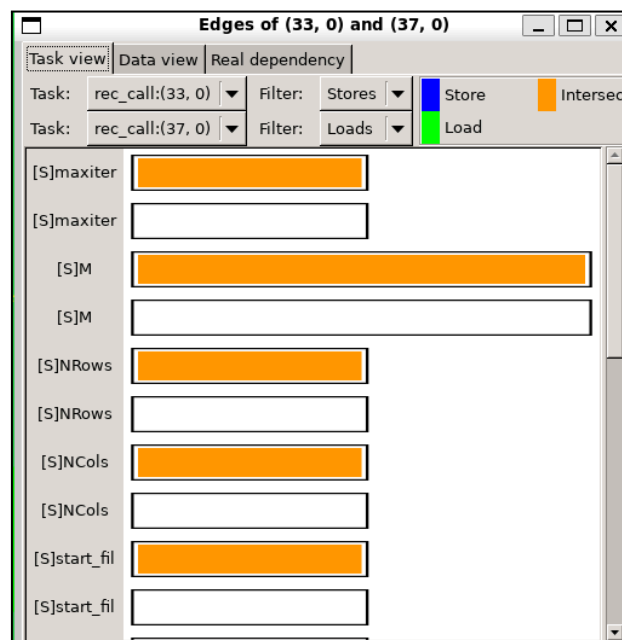 Edges of (33, 0) and (37, 0)
Task view Data view Real dependency
Task: rec_call:(33, 0) Filter: Stores Store Intersec
Task: rec_call:(37, 0) Filter: Loads Load
[S]maxiter
[S]maxiter
[S]M
[S]M
[S]NRows
[S]NRows
[S]NCols
[S]NCols
[S]start_fil
[S]start_fil